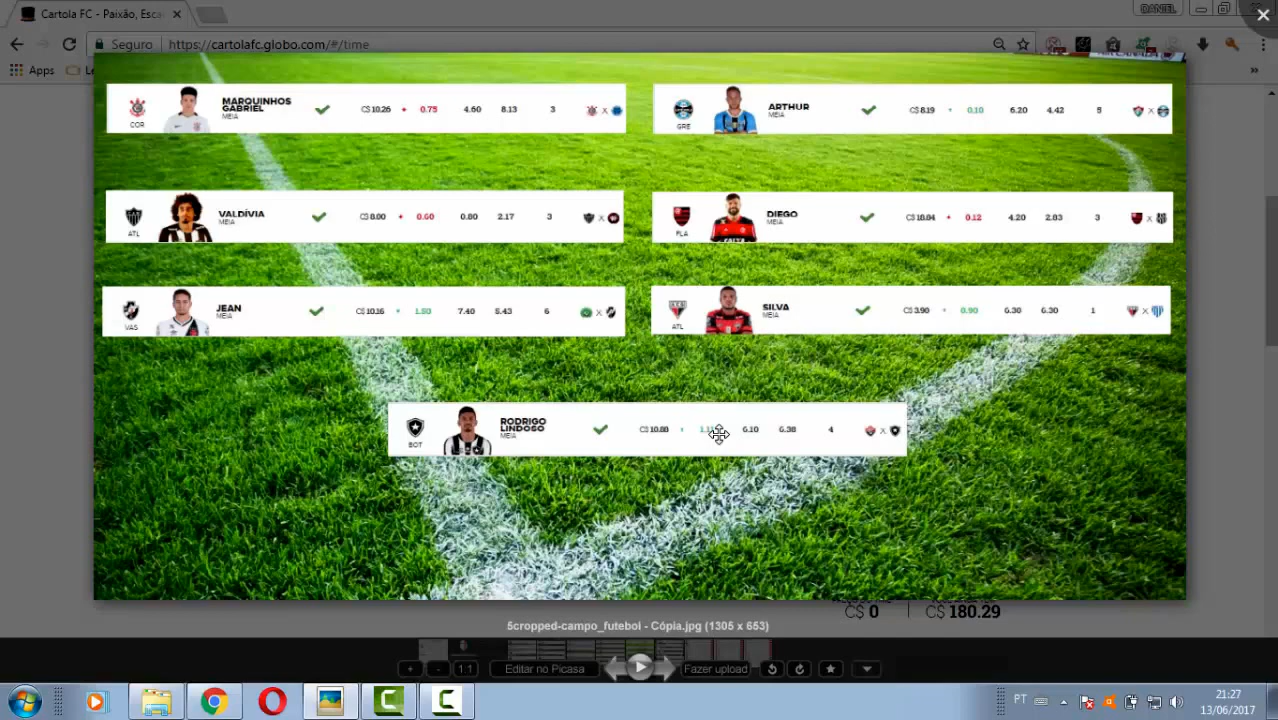 Cartola FC - Paixão, Esca
DANIEL
Seguro
https://cartolafc.globo.com/#/time
Apps
MARQUINHOS
GABRIEL
MEIA
COR
C$ 10.26 0.75 4.60 8.13 3 X
ARTHUR
MEIA
GRE
C$ 8.19 0.10 6.20 4.42 5 X
VALDÍVIA
MEIA
ATL
C$ 8.00 0.60 0.80 2.17 3 X
DIEGO
MEIA
FLA
C$ 18.84 0.12 4.20 2.83 3 X
JEAN
MEIA
VAS
C$ 10.16 1.50 7.40 5.43 6 X
SILVA
MEIA
ATL
C$ 3.90 0.90 6.30 6.30 1 X
RODRIGO
LINDOSO
MEIA
BOT
C$ 10.88 6.10 6.38 4 X
C$ 0 C$ 180.29
5cropped-campo_futebol - Cópia.jpg (1305 x 653)
+ - 1:1 Editar no Picasa Fazer upload
PT
21:27
13/06/2017